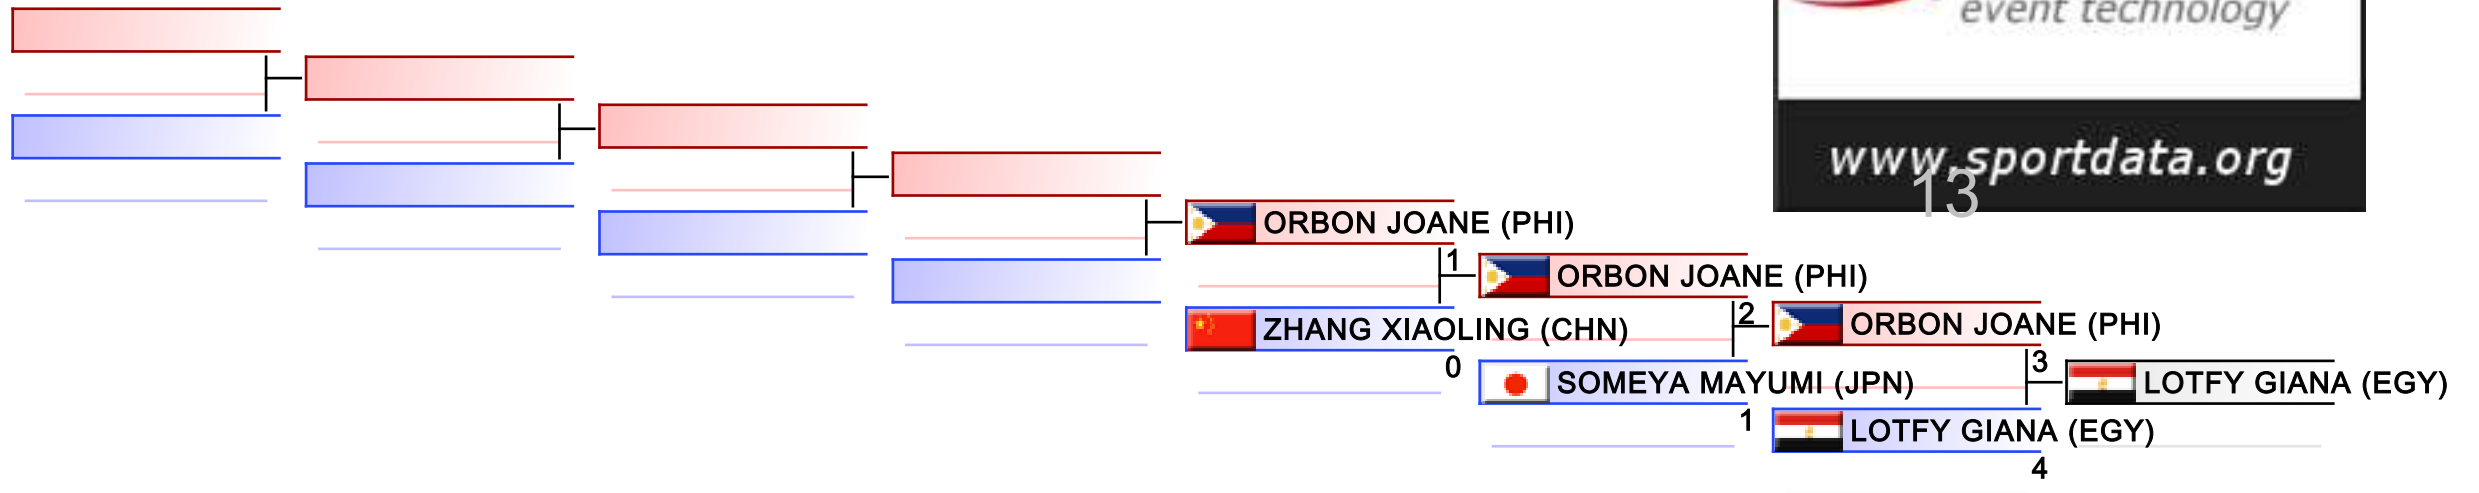 event technology
www.sportdata.org
13
ORBON JOANE (PHI)
1
ORBON JOANE (PHI)
ZHANG XIAOLING (CHN)
0
2
ORBON JOANE (PHI)
SOMEYA MAYUMI (JPN)
1
3
LOTFY GIANA (EGY)
LOTFY GIANA (EGY)
4